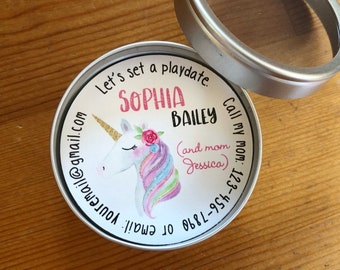 Let's set a playdate.
Call my mom: 123-456-7890 or email: youremail@gmail.com
SOPHIA
BAILEY
(and mom
Jessica)